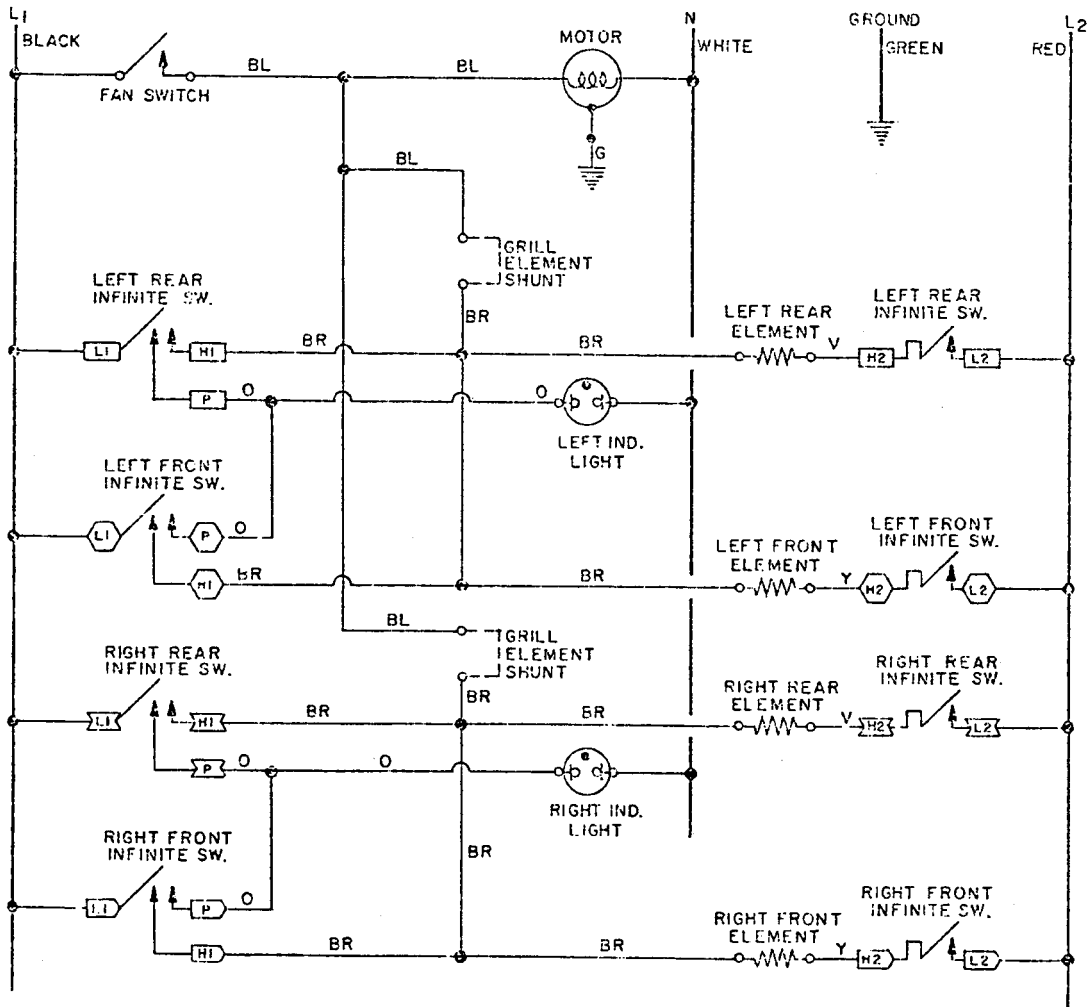 L1
N
GROUND
L2
BLACK
MOTOR
WHITE
GREEN
RED
BL
BL
FAN SWITCH
G
BL
GRILL
ELEMENT
SHUNT
LEFT REAR
INFINITE SW.
BR
LEFT REAR
ELEMENT
LEFT REAR
INFINITE SW.
L1
H1
BR
BR
V
H2
L2
P
O
O
LEFT IND.
LIGHT
LEFT FRONT
INFINITE SW.
L1
P
O
LEFT FRONT
ELEMENT
LEFT FRONT
INFINITE SW.
H1
BR
BR
Y
H2
L2
BL
GRILL
ELEMENT
SHUNT
RIGHT REAR
INFINITE SW.
BR
RIGHT REAR
ELEMENT
RIGHT REAR
INFINITE SW.
L1
H1
BR
BR
V
H2
L2
P
O
O
RIGHT IND.
LIGHT
RIGHT FRONT
INFINITE SW.
BR
L1
P
O
RIGHT FRONT
ELEMENT
RIGHT FRONT
INFINITE SW.
H1
BR
BR
Y
H2
L2